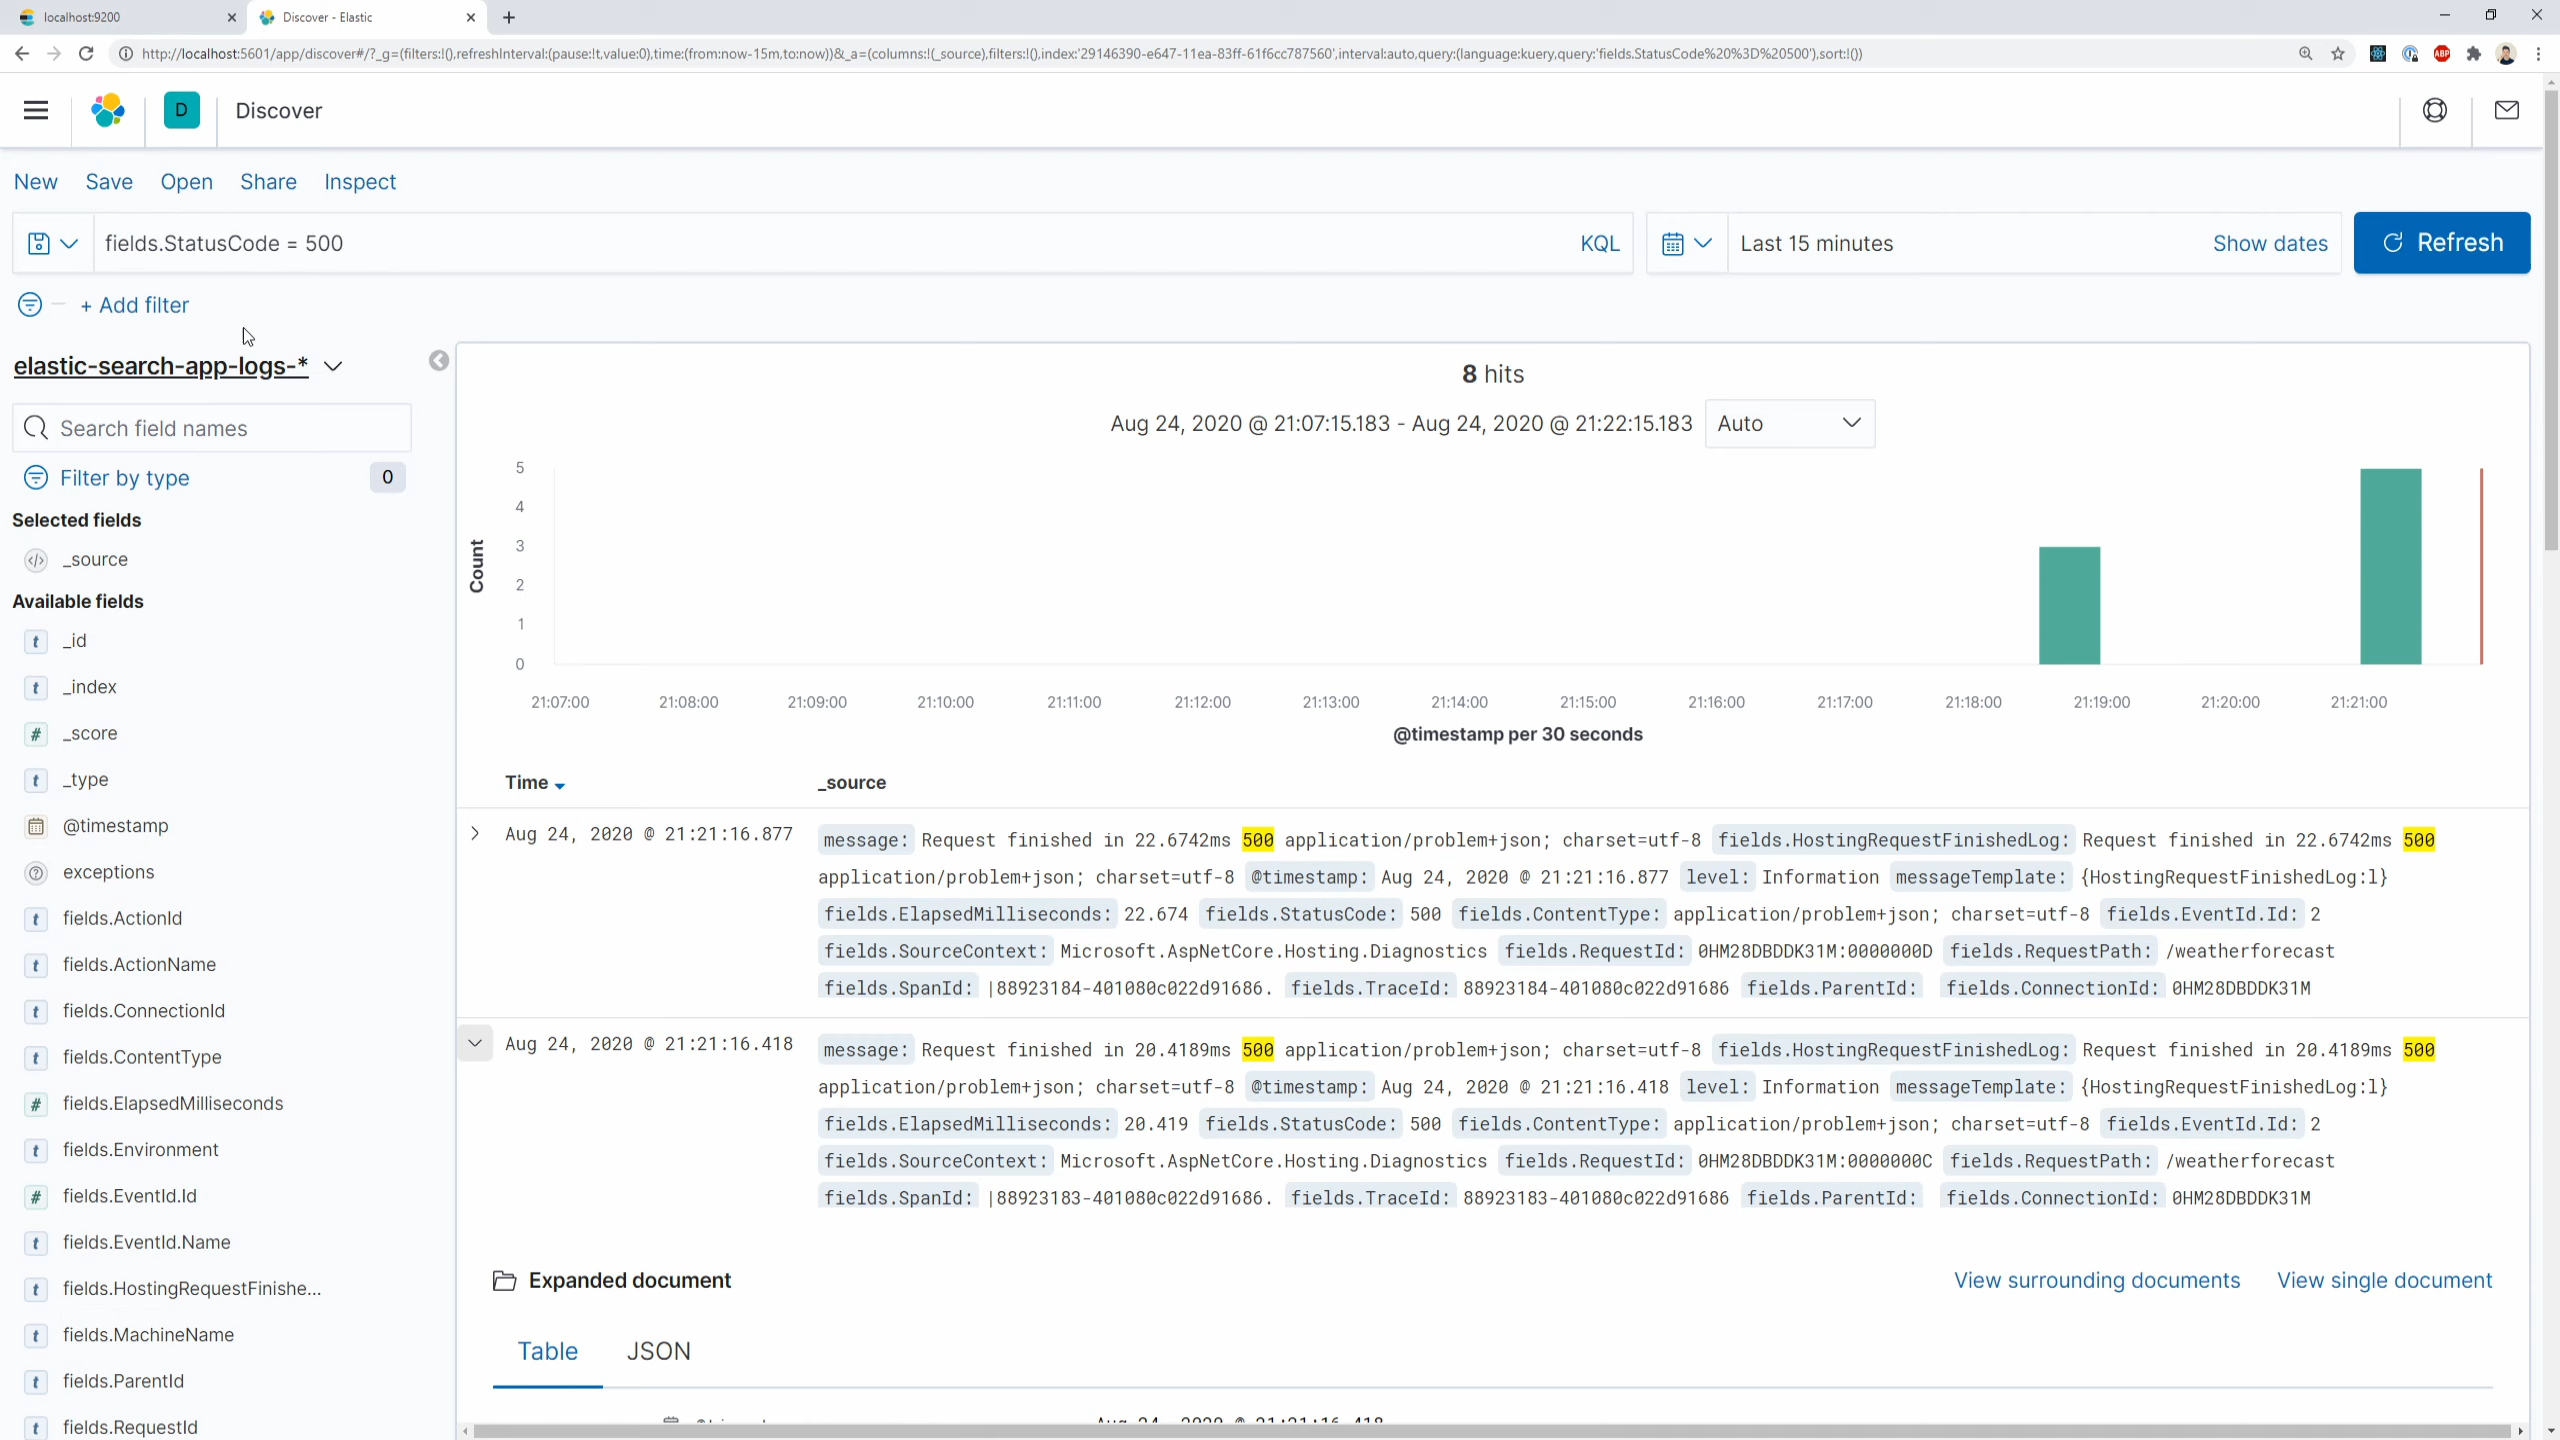 localhost:9200
Discover - Elastic
http://localhost:5601/app/discover#/?_g=(filters:!(),refreshInterval:(pause:!t,value:0),time:(from:now-15m,to:now))&_a=(columns:!(_source),filters:!(),index:'29146390-e647-11ea-83ff-61f6cc787560',interval:auto,query:(language:kuery,query:'fields.StatusCode%20%3D%20500'),sort:!())
ABP
D
Discover
New Save Open Share Inspect
fields.StatusCode = 500
KQL
Last 15 minutes
Show dates
Refresh
+ Add filter
elastic-search-app-logs-*
Search field names
Filter by type
0
Selected fields
_source
Available fields
t _id
t _index
# _score
t _type
@timestamp
exceptions
t fields.ActionId
t fields.ActionName
t fields.ConnectionId
t fields.ContentType
# fields.ElapsedMilliseconds
t fields.Environment
# fields.EventId.Id
t fields.EventId.Name
t fields.HostingRequestFinishe...
t fields.MachineName
t fields.ParentId
t fields.RequestId
8 hits
Aug 24, 2020 @ 21:07:15.183 - Aug 24, 2020 @ 21:22:15.183
Auto
Count
5
4
3
2
1
0
21:07:00 21:08:00 21:09:00 21:10:00 21:11:00 21:12:00 21:13:00 21:14:00 21:15:00 21:16:00 21:17:00 21:18:00 21:19:00 21:20:00 21:21:00
@timestamp per 30 seconds
Time _source
Aug 24, 2020 @ 21:21:16.877
message: Request finished in 22.6742ms 500 application/problem+json; charset=utf-8 fields.HostingRequestFinishedLog: Request finished in 22.6742ms 500
application/problem+json; charset=utf-8 @timestamp: Aug 24, 2020 @ 21:21:16.877 level: Information messageTemplate: {HostingRequestFinishedLog:l}
fields.ElapsedMilliseconds: 22.674 fields.StatusCode: 500 fields.ContentType: application/problem+json; charset=utf-8 fields.EventId.Id: 2
fields.SourceContext: Microsoft.AspNetCore.Hosting.Diagnostics fields.RequestId: 0HM28DBDDK31M:0000000D fields.RequestPath: /weatherforecast
fields.SpanId: |88923184-401080c022d91686. fields.TraceId: 88923184-401080c022d91686 fields.ParentId: fields.ConnectionId: 0HM28DBDDK31M
Aug 24, 2020 @ 21:21:16.418
message: Request finished in 20.4189ms 500 application/problem+json; charset=utf-8 fields.HostingRequestFinishedLog: Request finished in 20.4189ms 500
application/problem+json; charset=utf-8 @timestamp: Aug 24, 2020 @ 21:21:16.418 level: Information messageTemplate: {HostingRequestFinishedLog:l}
fields.ElapsedMilliseconds: 20.419 fields.StatusCode: 500 fields.ContentType: application/problem+json; charset=utf-8 fields.EventId.Id: 2
fields.SourceContext: Microsoft.AspNetCore.Hosting.Diagnostics fields.RequestId: 0HM28DBDDK31M:0000000C fields.RequestPath: /weatherforecast
fields.SpanId: |88923183-401080c022d91686. fields.TraceId: 88923183-401080c022d91686 fields.ParentId: fields.ConnectionId: 0HM28DBDDK31M
Expanded document
View surrounding documents
View single document
Table
JSON
Aug 24, 2020 @ 21:21:16.418